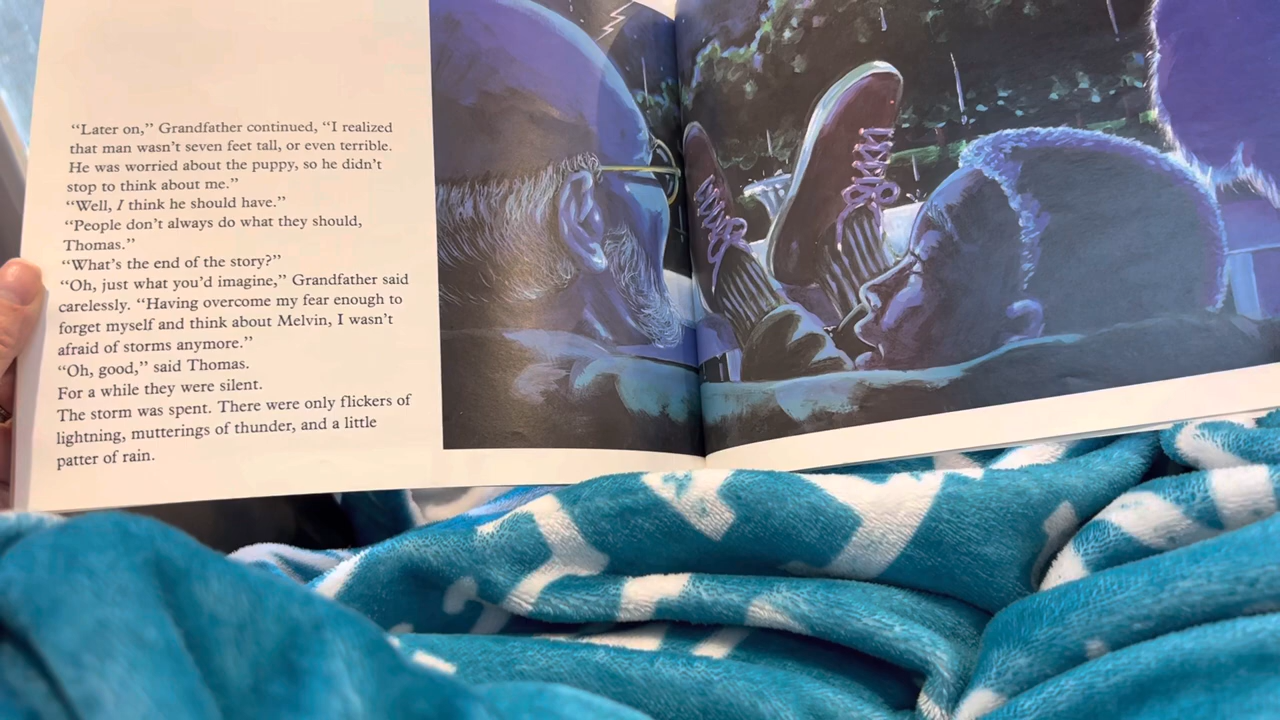 “Later on,” Grandfather continued, “I realized
that man wasn’t seven feet tall, or even terrible.
He was worried about the puppy, so he didn’t
stop to think about me.”
“Well, I think he should have.”
“People don’t always do what they should,
Thomas.”
“What’s the end of the story?”
“Oh, just what you’d imagine,” Grandfather said
carelessly. “Having overcome my fear enough to
forget myself and think about Melvin, I wasn’t
afraid of storms anymore.”
“Oh, good,” said Thomas.
For a while they were silent.
The storm was spent. There were only flickers of
lightning, mutterings of thunder, and a little
patter of rain.